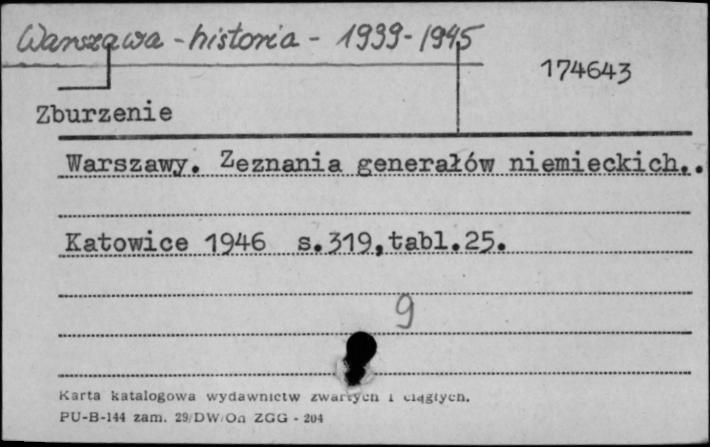 Warszawa - historia - 1939-1945
174643
Zburzenie
Warszawy. Zeznania generałów niemieckich..
Katowice 1946 s.319,tabl.25.
9
Karta katalogowa wydawnictw zwartych i ciągłych.
PU-B-144 zam. 29/DW/On ZGG - 204